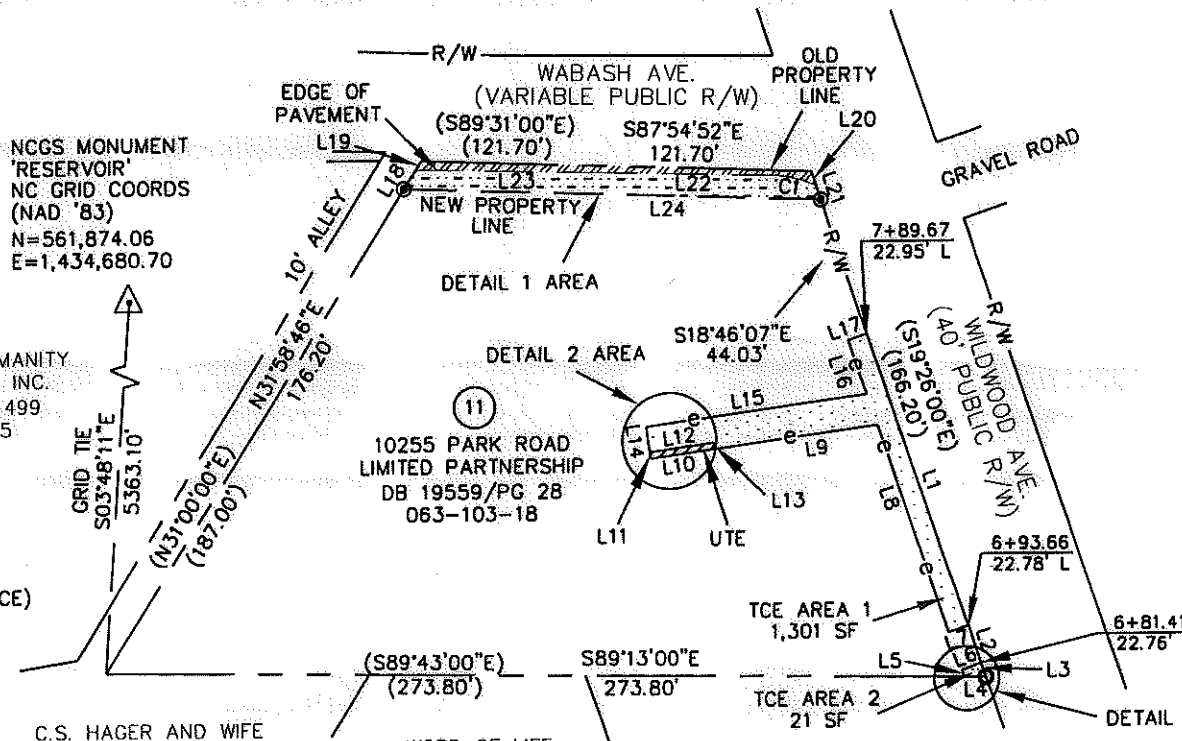 R/W
WABASH AVE.
(VARIABLE PUBLIC R/W)
OLD
PROPERTY
LINE
EDGE OF
PAVEMENT
(S89°31'00"E)
(121.70')
S87°54'52"E
121.70'
L20
L19
L18
L23
L22
C1
L21
L24
NEW PROPERTY
LINE
GRAVEL ROAD
NCGS MONUMENT
'RESERVOIR'
NC GRID COORDS
(NAD '83)
N=561,874.06
E=1,434,680.70
10' ALLEY
DETAIL 1 AREA
R/W
7+89.67
22.95' L
S18°46'07"E
44.03'
L17
L16
R/W
WILDWOOD AVE.
(40' PUBLIC R/W)
(S19°26'00"E)
(166.20')
L1
MANITY
INC.
499
5
GRID TIE
S03°48'11"E
5363.10'
N31°58'46"E
176.20'
(N31°00'00"E)
(187.00')
DETAIL 2 AREA
11
10255 PARK ROAD
LIMITED PARTNERSHIP
DB 19559/PG 28
063-103-18
e
L15
e
L14
L12
L10
e
L9
e
L13
L11
UTE
L8
e
6+93.66
22.78' L
TCE AREA 1
1,301 SF
L7
L2
6+81.41
22.76'
CE)
(S89°43'00"E)
(273.80')
S89°13'00"E
273.80'
L5
L6
L4
L3
TCE AREA 2
21 SF
DETAIL
C.S. HAGER AND WIFE